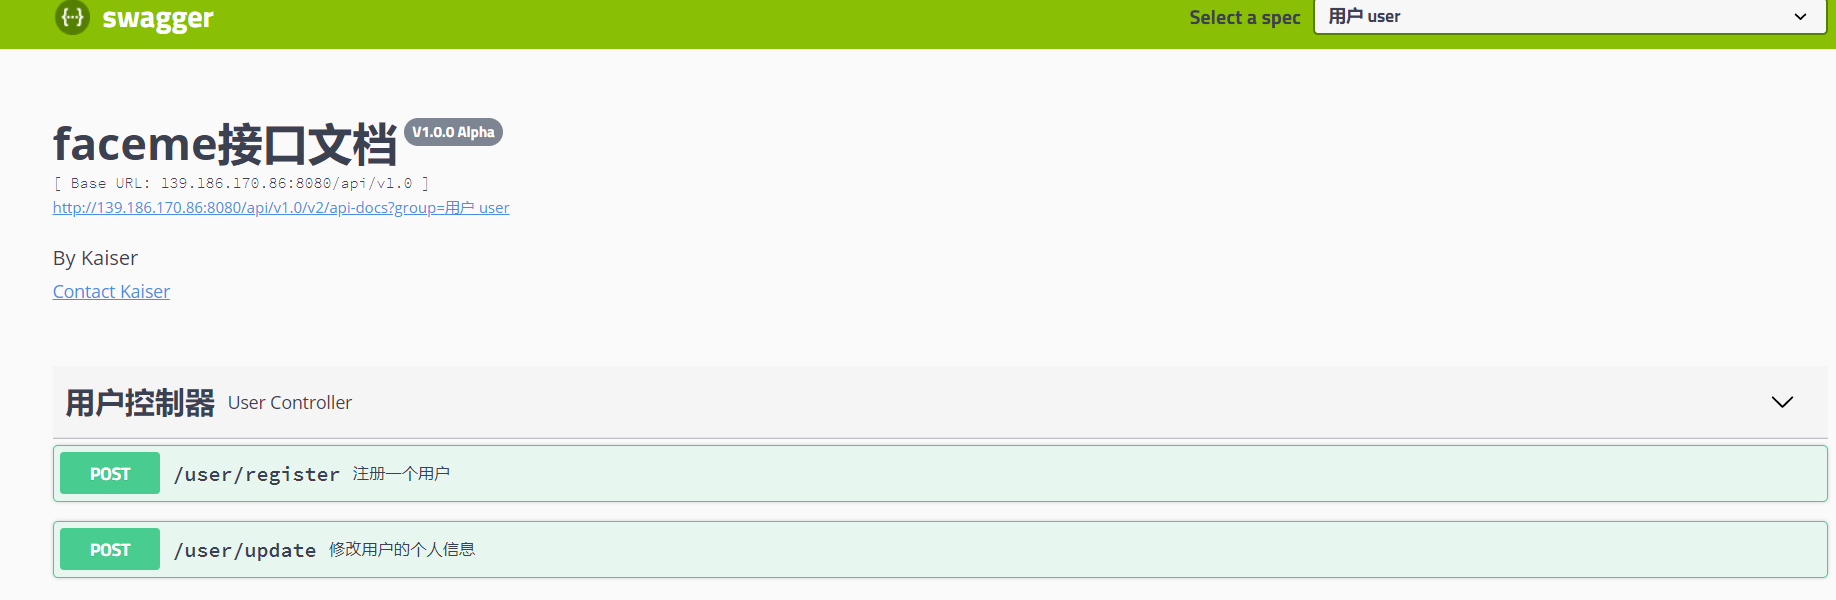 swagger
Select a spec
用户 user
faceme接口文档 V1.0.0 Alpha
[ Base URL: 139.186.170.86:8080/api/v1.0 ]
http://139.186.170.86:8080/api/v1.0/v2/api-docs?group=用户 user
By Kaiser
Contact Kaiser
用户控制器 User Controller
POST /user/register 注册一个用户
POST /user/update 修改用户的个人信息